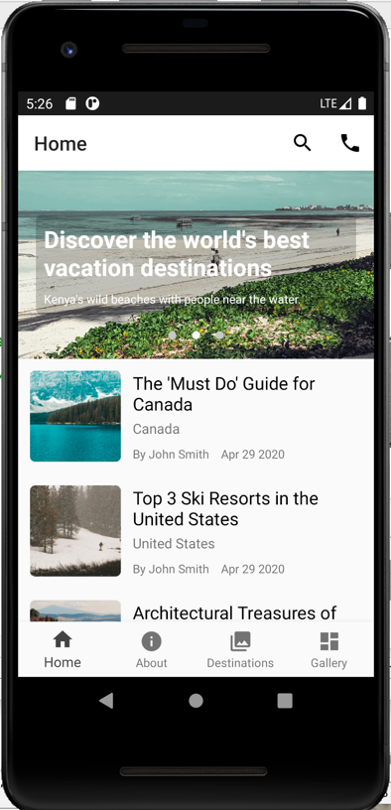 5:26
LTE
Home
Discover the world's best
vacation destinations
Kenya's wild beaches with people near the water.
The 'Must Do' Guide for
Canada
Canada
By John Smith Apr 29 2020
Top 3 Ski Resorts in the
United States
United States
By John Smith Apr 29 2020
Architectural Treasures of
Home About Destinations Gallery